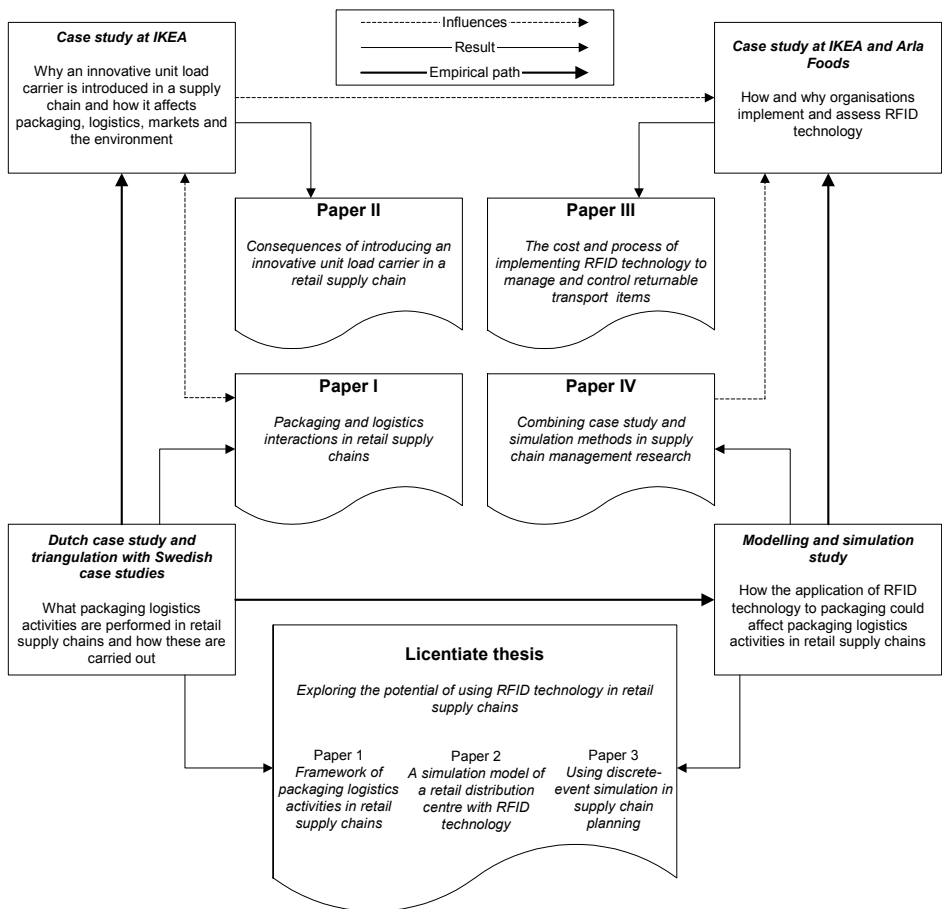 Influences
Result
Empirical path
Case study at IKEA
Why an innovative unit load
carrier is introduced in a supply
chain and how it affects
packaging, logistics, markets and
the environment
Case study at IKEA and Arla
Foods
How and why organisations
implement and assess RFID
technology
Paper II
Consequences of introducing an
innovative unit load carrier in a
retail supply chain
Paper III
The cost and process of
implementing RFID technology to
manage and control returnable
transport items
Paper I
Packaging and logistics
interactions in retail supply
chains
Paper IV
Combining case study and
simulation methods in supply
chain management research
Dutch case study and
triangulation with Swedish
case studies
What packaging logistics
activities are performed in retail
supply chains and how these are
carried out
Modelling and simulation
study
How the application of RFID
technology to packaging could
affect packaging logistics
activities in retail supply chains
Licentiate thesis
Exploring the potential of using RFID technology in retail
supply chains
Paper 1
Framework of
packaging logistics
activities in retail
supply chains
Paper 2
A simulation model of
a retail distribution
centre with RFID
technology
Paper 3
Using discrete-
event simulation in
supply chain
planning